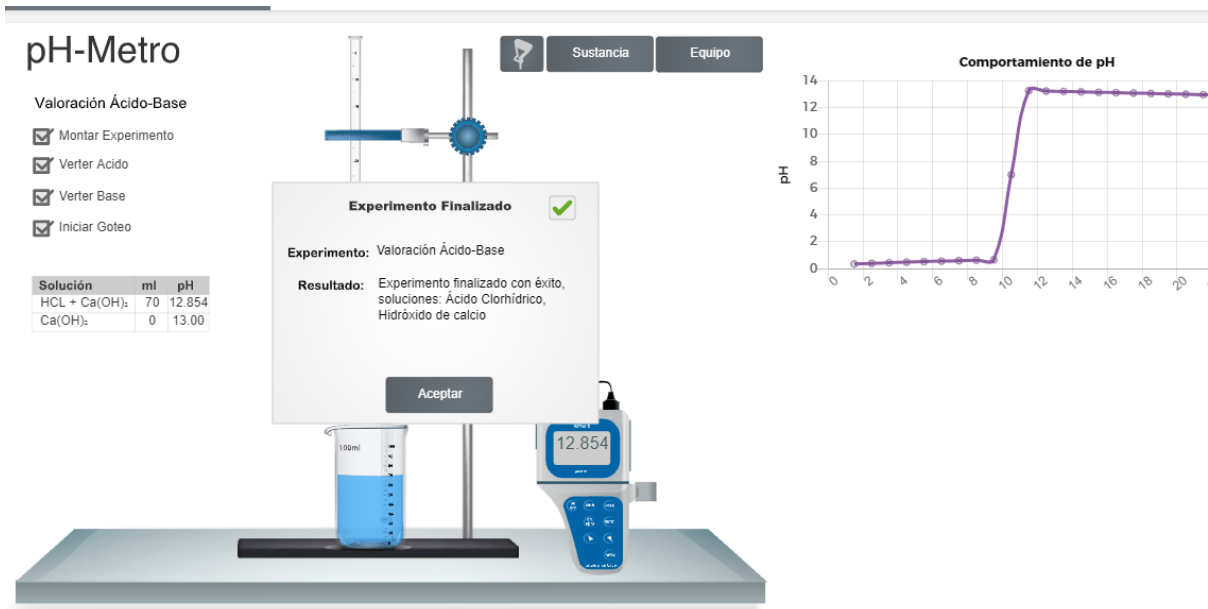 pH-Metro
Sustancia
Equipo
Valoración Ácido-Base
Montar Experimento
Verter Acido
Verter Base
Iniciar Goteo
Solución ml pH
HCL + Ca(OH)₂ 70 12.854
Ca(OH)₂ 0 13.00
Experimento Finalizado
Experimento: Valoración Ácido-Base
Resultado: Experimento finalizado con éxito,
soluciones: Ácido Clorhídrico,
Hidróxido de calcio
Aceptar
100ml
12.854
Comportamiento de pH
pH
14
12
10
8
6
4
2
0
0 2 4 6 8 10 12 14 16 18 20